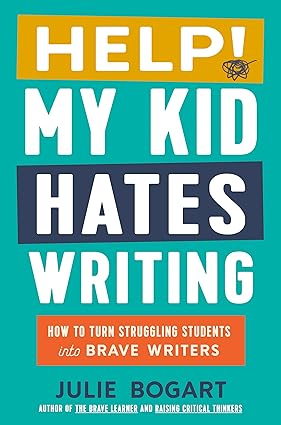 HELP!
MY KID
HATES
WRITING
HOW TO TURN STRUGGLING STUDENTS
into BRAVE WRITERS
JULIE BOGART
AUTHOR OF THE BRAVE LEARNER AND RAISING CRITICAL THINKERS